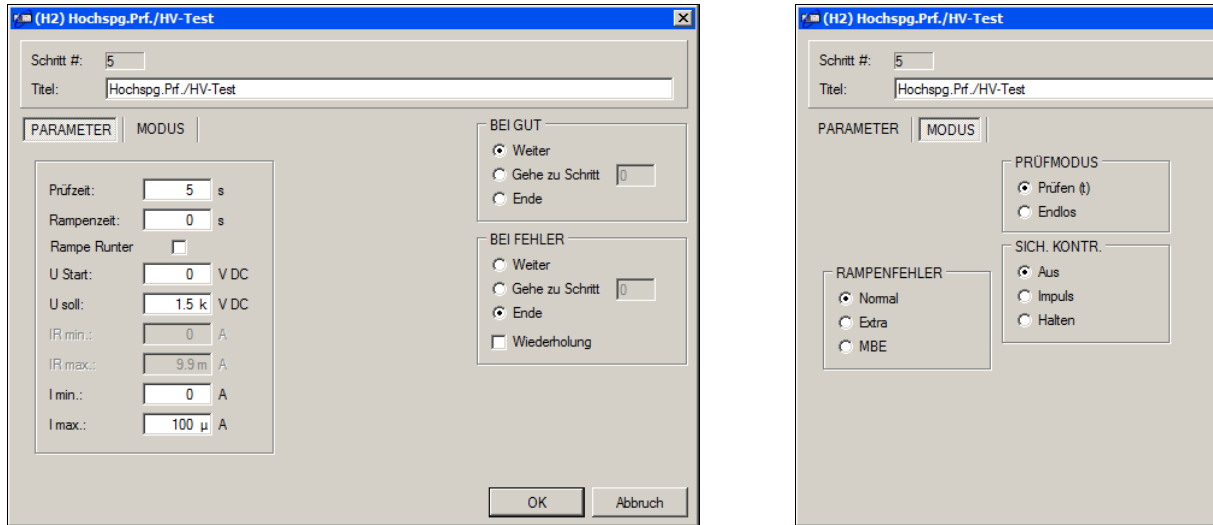 (H2) Hochspg.Prf./HV-Test
Schritt #: 5
Titel: Hochspg.Prf./HV-Test
PARAMETER MODUS
Prüfzeit: 5 s
Rampenzeit: 0 s
Rampe Runter
U Start: 0 V DC
U soll: 1.5 k V DC
IR min.: 0 A
IR max.: 9.9 m A
I min.: 0 A
I max.: 100 µ A
BEI GUT
Weiter
Gehe zu Schritt 0
Ende
BEI FEHLER
Weiter
Gehe zu Schritt 0
Ende
Wiederholung
OK Abbruch
(H2) Hochspg.Prf./HV-Test
Schritt #: 5
Titel: Hochspg.Prf./HV-Test
PARAMETER MODUS
PRÜFMODUS
Prüfen (t)
Endlos
RAMPENFEHLER
Normal
Extra
MBE
SICH. KONTR.
Aus
Impuls
Halten